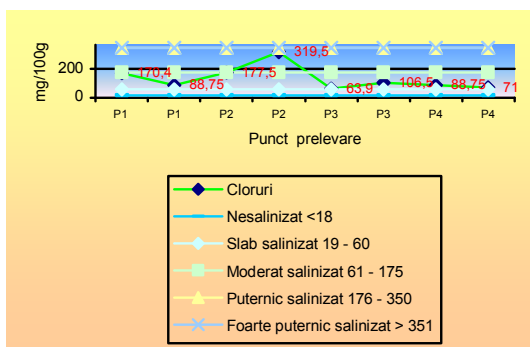 mg/100g
200
0
170,4
88,75
177,5
319,5
63,9
106,5
88,75
71
P1 P1 P2 P2 P3 P3 P4 P4
Punct prelevare
Cloruri
Nesalinizat <18
Slab salinizat 19 - 60
Moderat salinizat 61 - 175
Puternic salinizat 176 - 350
Foarte puternic salinizat > 351